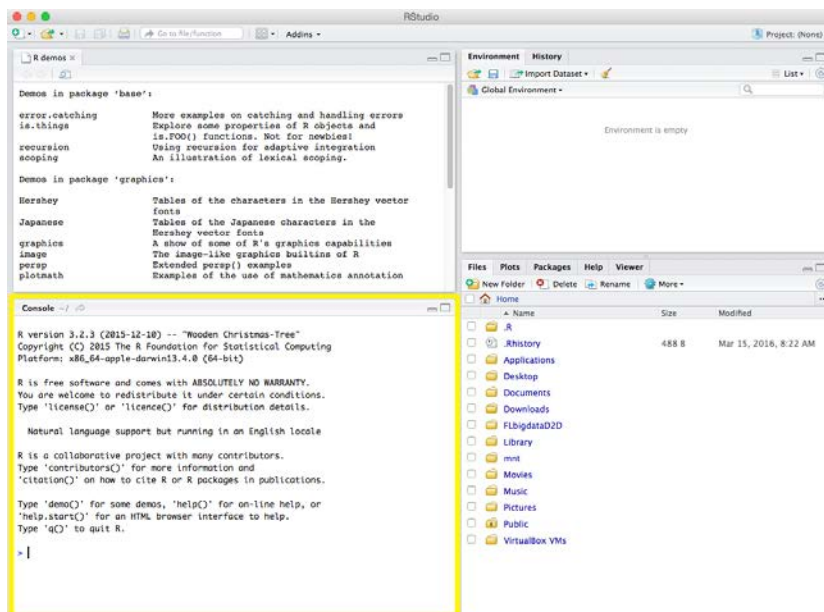 RStudio
Go to file/function
Addins
Project: (None)
R demos
Demos in package 'base':
error.catching More examples on catching and handling errors
is.things Explore some properties of R objects and
is.FOO() functions. Not for newbies!
recursion Using recursion for adaptive integration
scoping An illustration of lexical scoping.
Demos in package 'graphics':
Hershey Tables of the characters in the Hershey vector
fonts
Japanese Tables of the Japanese characters in the
Hershey vector fonts
graphics A show of some of R's graphics capabilities
image The image-like graphics builtins of R
persp Extended persp() examples
plotmath Examples of the use of mathematics annotation
Console ~/
R version 3.2.3 (2015-12-10) -- "Wooden Christmas-Tree"
Copyright (C) 2015 The R Foundation for Statistical Computing
Platform: x86_64-apple-darwin13.4.0 (64-bit)
R is free software and comes with ABSOLUTELY NO WARRANTY.
You are welcome to redistribute it under certain conditions.
Type 'license()' or 'licence()' for distribution details.
Natural language support but running in an English locale
R is a collaborative project with many contributors.
Type 'contributors()' for more information and
'citation()' on how to cite R or R packages in publications.
Type 'demo()' for some demos, 'help()' for on-line help, or
'help.start()' for an HTML browser interface to help.
Type 'q()' to quit R.
>
Environment History
Import Dataset
List
Global Environment
Environment is empty
Files Plots Packages Help Viewer
New Folder Delete Rename More
Home
Name Size Modified
.R
.Rhistory 488 B Mar 15, 2016, 8:22 AM
Applications
Desktop
Documents
Downloads
FLbigdataD2D
Library
mnt
Movies
Music
Pictures
Public
VirtualBox VMs